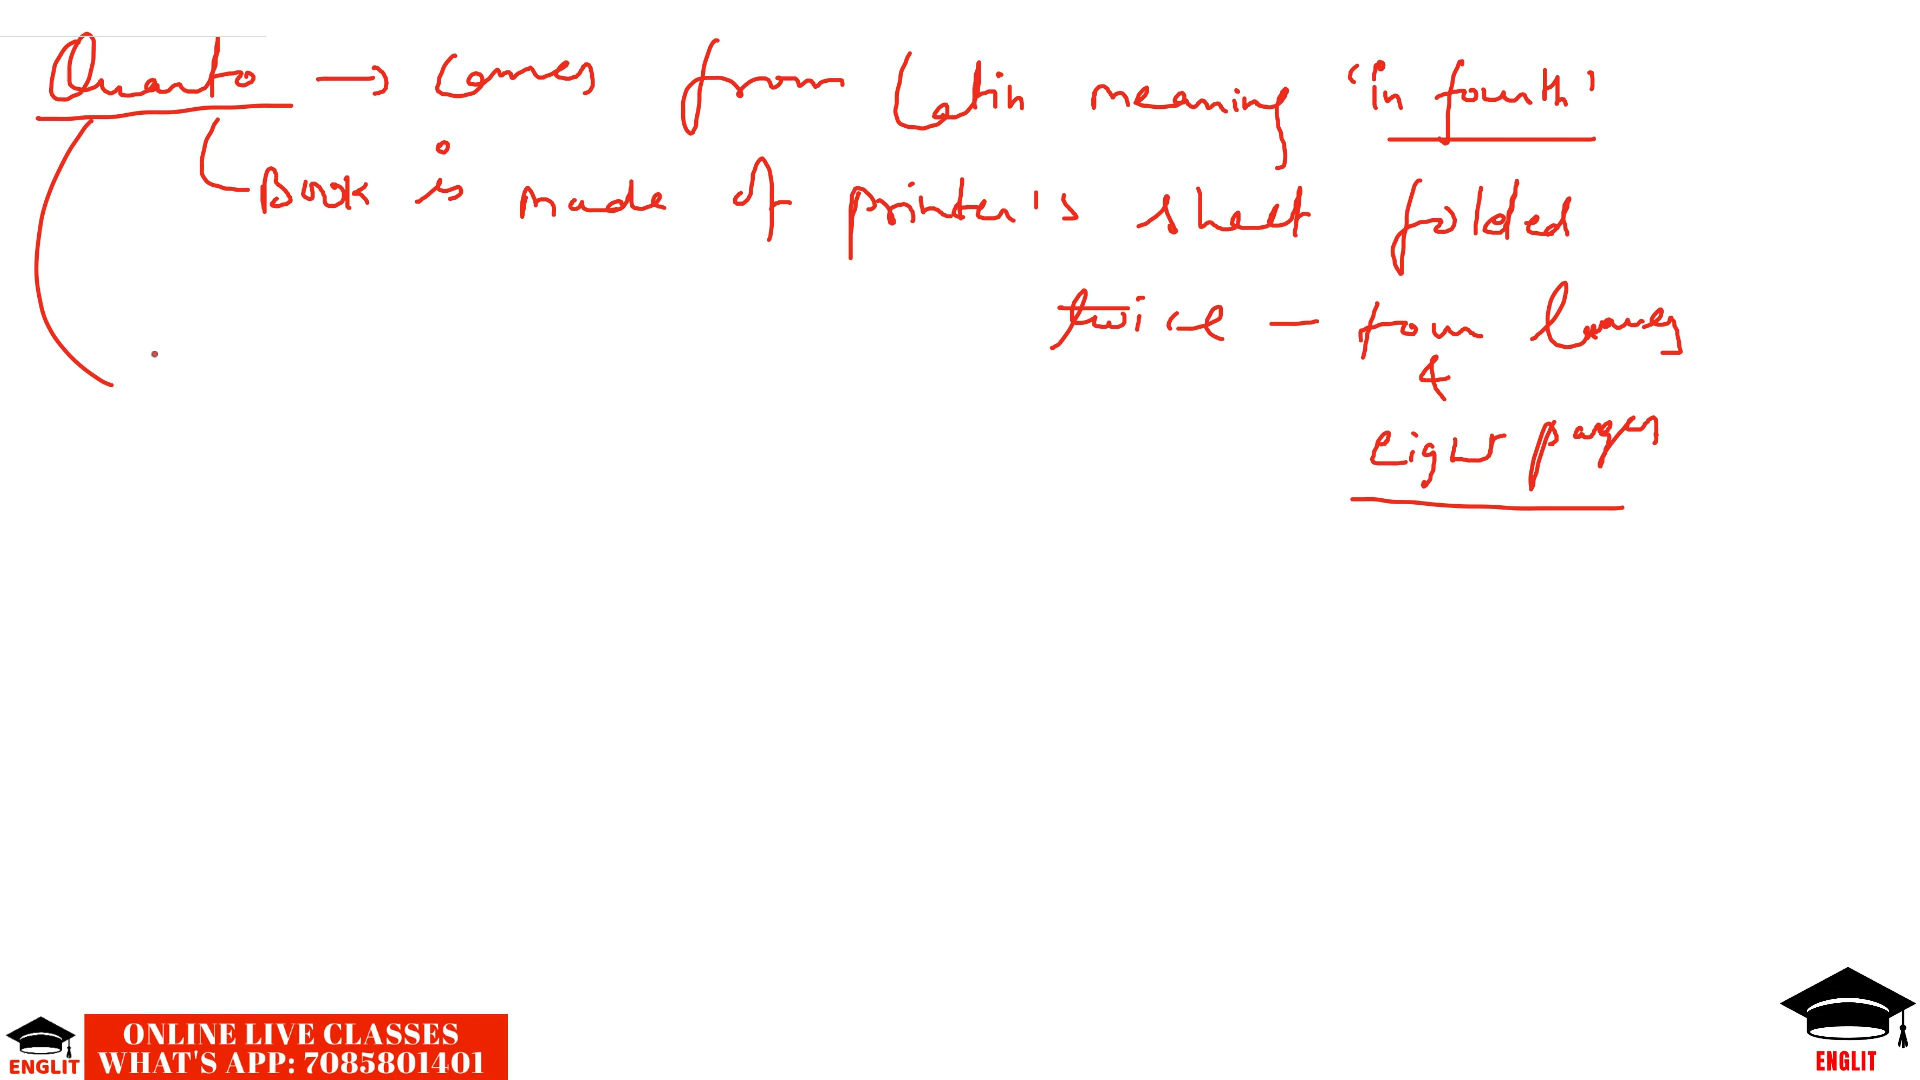 Quarto → comes from Latin meaning 'in fourth'
Book is made of printer's sheet folded
twice - four leaves
&
eight pages
ONLINE LIVE CLASSES
WHAT'S APP: 7085801401
ENGLIT
ENGLIT